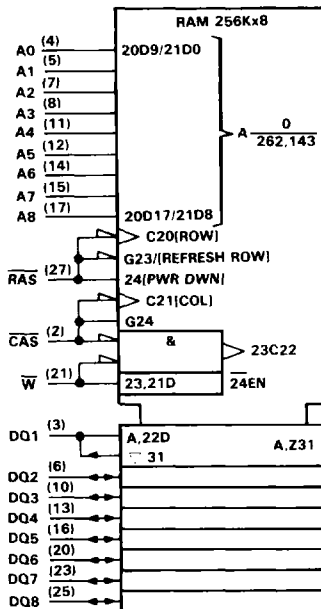 RAM 256Kx8
A0 (4) 20D9/21D0
A1 (5)
A2 (7)
A3 (8)
A4 (11) A 0/262,143
A5 (12)
A6 (14)
A7 (15)
A8 (17) 20D17/21D8
C20[ROW]
G23/[REFRESH ROW]
RAS (27) 24[PWR DWN]
C21[COL]
G24
CAS (2) & 23C22
W (21) 23,21D 24EN
DQ1 (3) A,22D A,Z31
31
DQ2 (6)
DQ3 (10)
DQ4 (13)
DQ5 (16)
DQ6 (20)
DQ7 (23)
DQ8 (25)